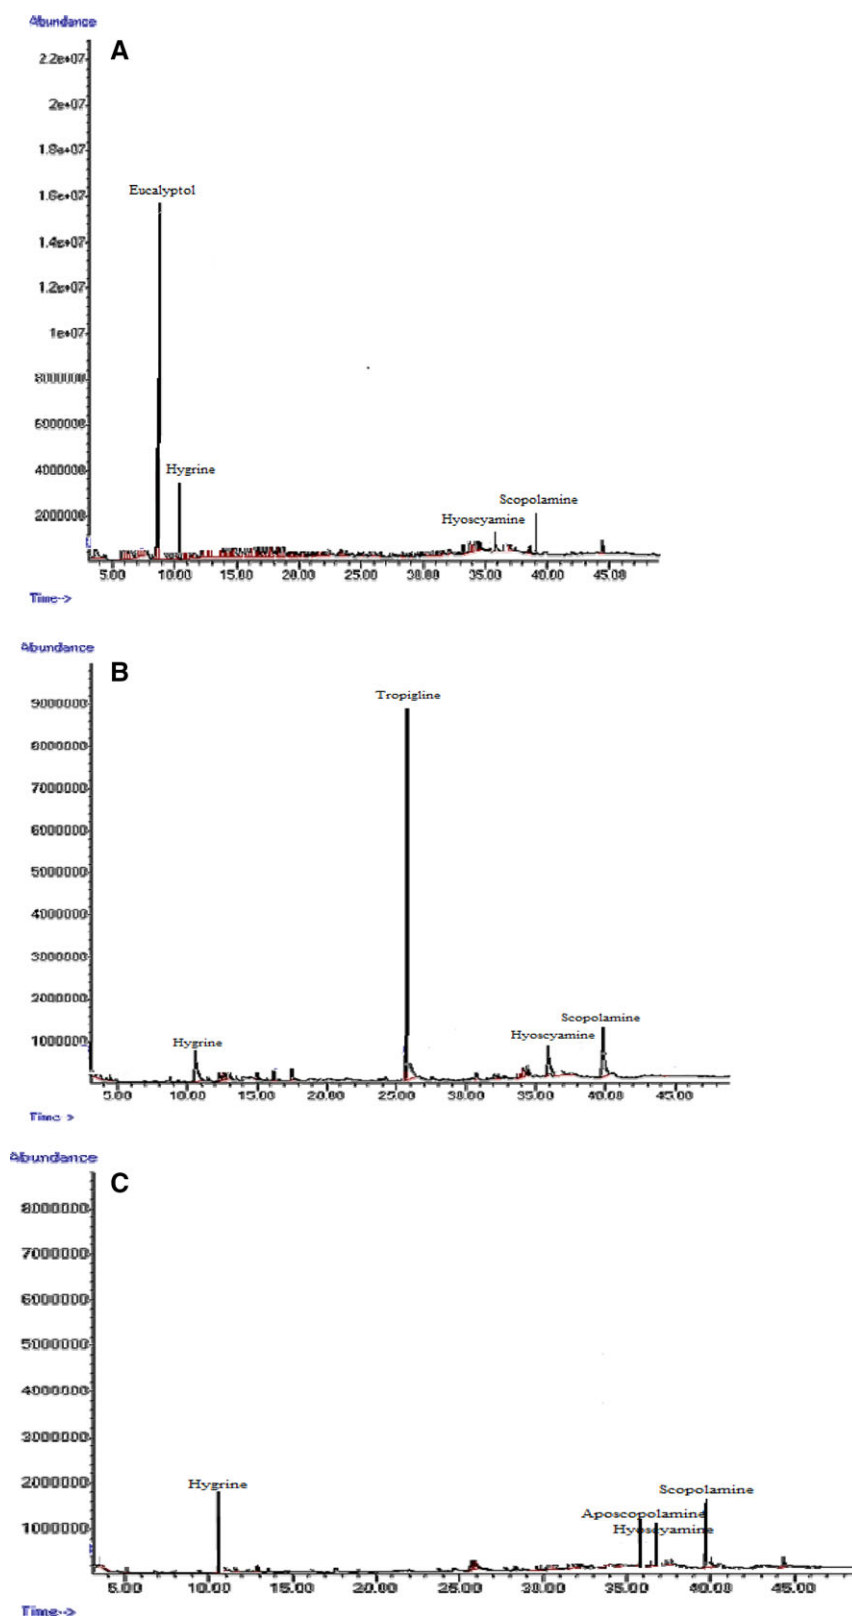 Abundance
A
2.2e+07
2e+07
1.8e+07
Eucalyptol
1.6e+07
1.4e+07
1.2e+07
1e+07
8000000
6000000
Hygrine
4000000
Scopolamine
Hyoscyamine
2000000
5.00 10.00 15.00 20.00 25.00 30.00 35.00 40.00 45.00
Time-->
Abundance
B
Tropigline
9000000
8000000
7000000
6000000
5000000
4000000
3000000
2000000
Scopolamine
Hyoscyamine
Hygrine
1000000
5.00 10.00 15.00 20.00 25.00 30.00 35.00 40.00 45.00
Time >
Abundance
C
8000000
7000000
6000000
5000000
4000000
3000000
2000000
Hygrine
Scopolamine
Aposcopolamine
1000000
Hyoscyamine
5.00 10.00 15.00 20.00 25.00 30.00 35.00 40.00 45.00
Time-->